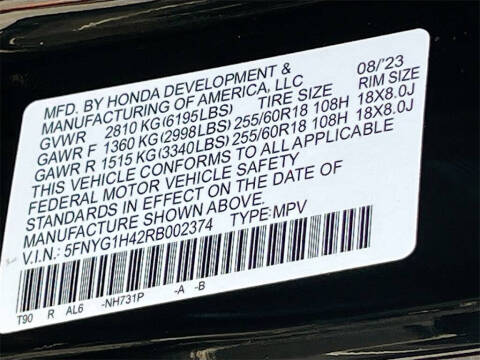 MFD. BY HONDA DEVELOPMENT & 08/'23
MANUFACTURING OF AMERICA, LLC
GVWR 2810 KG(6195LBS) TIRE SIZE RIM SIZE
GAWR F 1360 KG(2998LBS) 255/60R18 108H 18X8.0J
GAWR R 1515 KG(3340LBS) 255/60R18 108H 18X8.0J
THIS VEHICLE CONFORMS TO ALL APPLICABLE
FEDERAL MOTOR VEHICLE SAFETY
STANDARDS IN EFFECT ON THE DATE OF
MANUFACTURE SHOWN ABOVE.
V.I.N.: 5FNYG1H42RB002374 TYPE:MPV
T90 R AL6 -NH731P -A -B